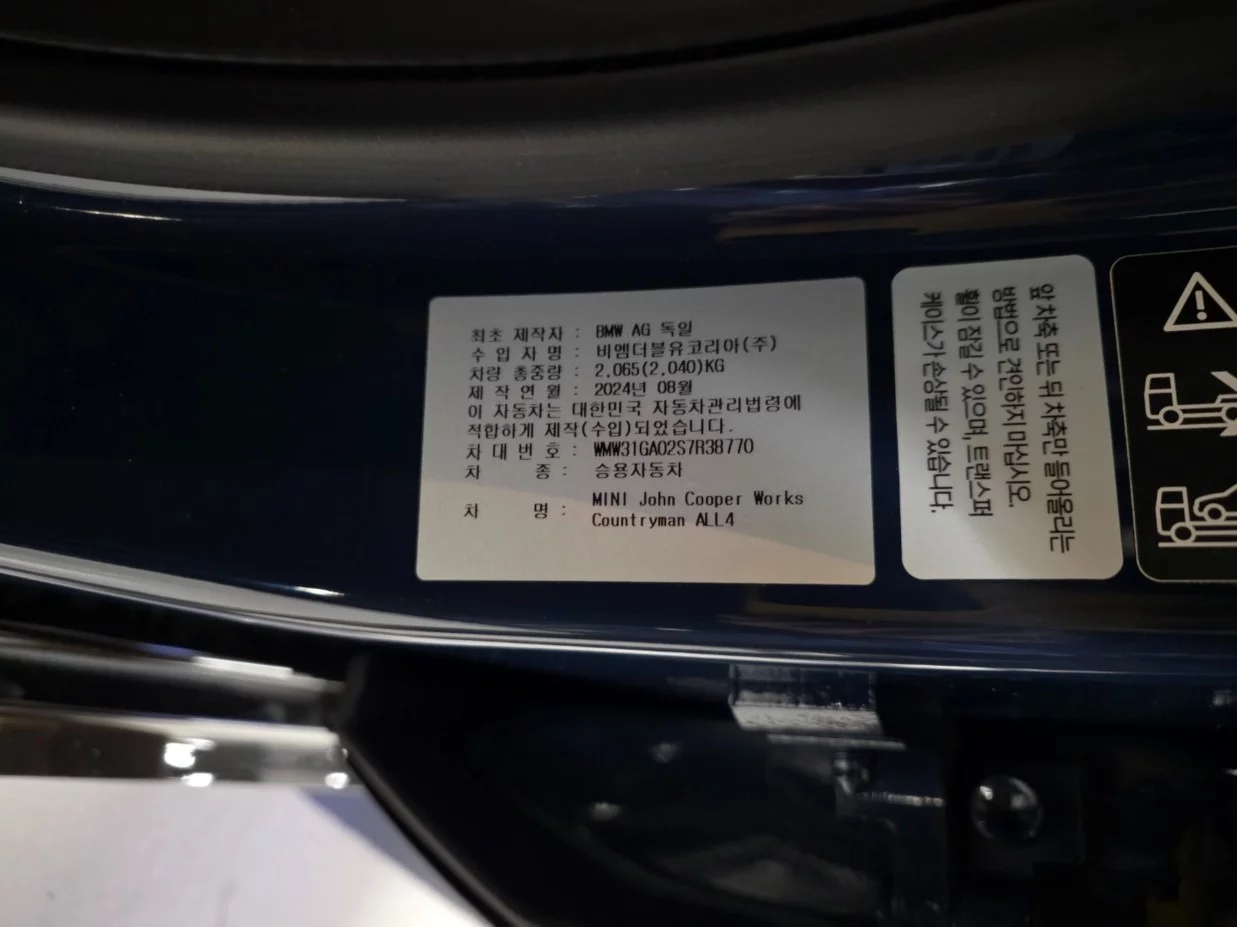 최초 제작자 : BMW AG 독일
수 입 자 명 : 비엠더블유코리아(주)
차량 총중량 : 2,065(2,040)KG
제 작 연 월 : 2024년 08월
이 자동차는 대한민국 자동차관리법령에
적합하게 제작(수입)되었습니다.
차 대 번 호 : WMW31GA02S7R38770
차 종 : 승용자동차
차 명 : MINI John Cooper Works
Countryman ALL4
앞 차축 또는 뒤 차축만 들어올리는
방법으로 견인하지 마십시오.
휠이 잠길 수 있으며, 트랜스퍼
케이스가 손상될 수 있습니다.